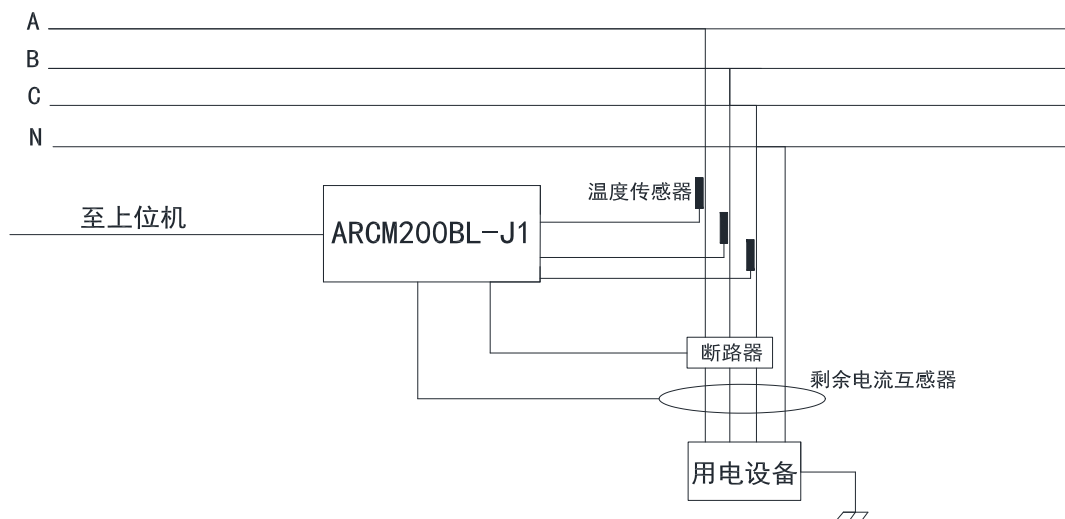 A
B
C
N
温度传感器
至上位机
ARCM200BL-J1
断路器
剩余电流互感器
用电设备